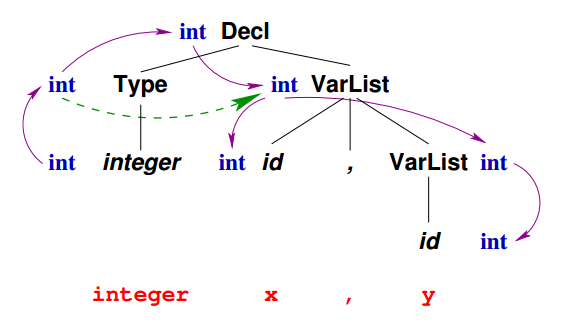 int Decl
int Type int VarList
int integer int id , VarList int
id int
integer x , y